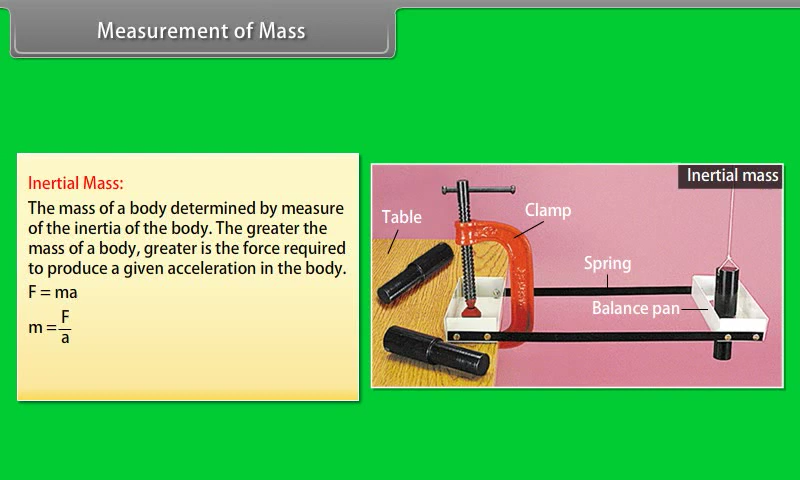 Measurement of Mass
Inertial Mass:
The mass of a body determined by measure
of the inertia of the body. The greater the
mass of a body, greater is the force required
to produce a given acceleration in the body.
F = ma
m = F/a
Inertial mass
Table
Clamp
Spring
Balance pan